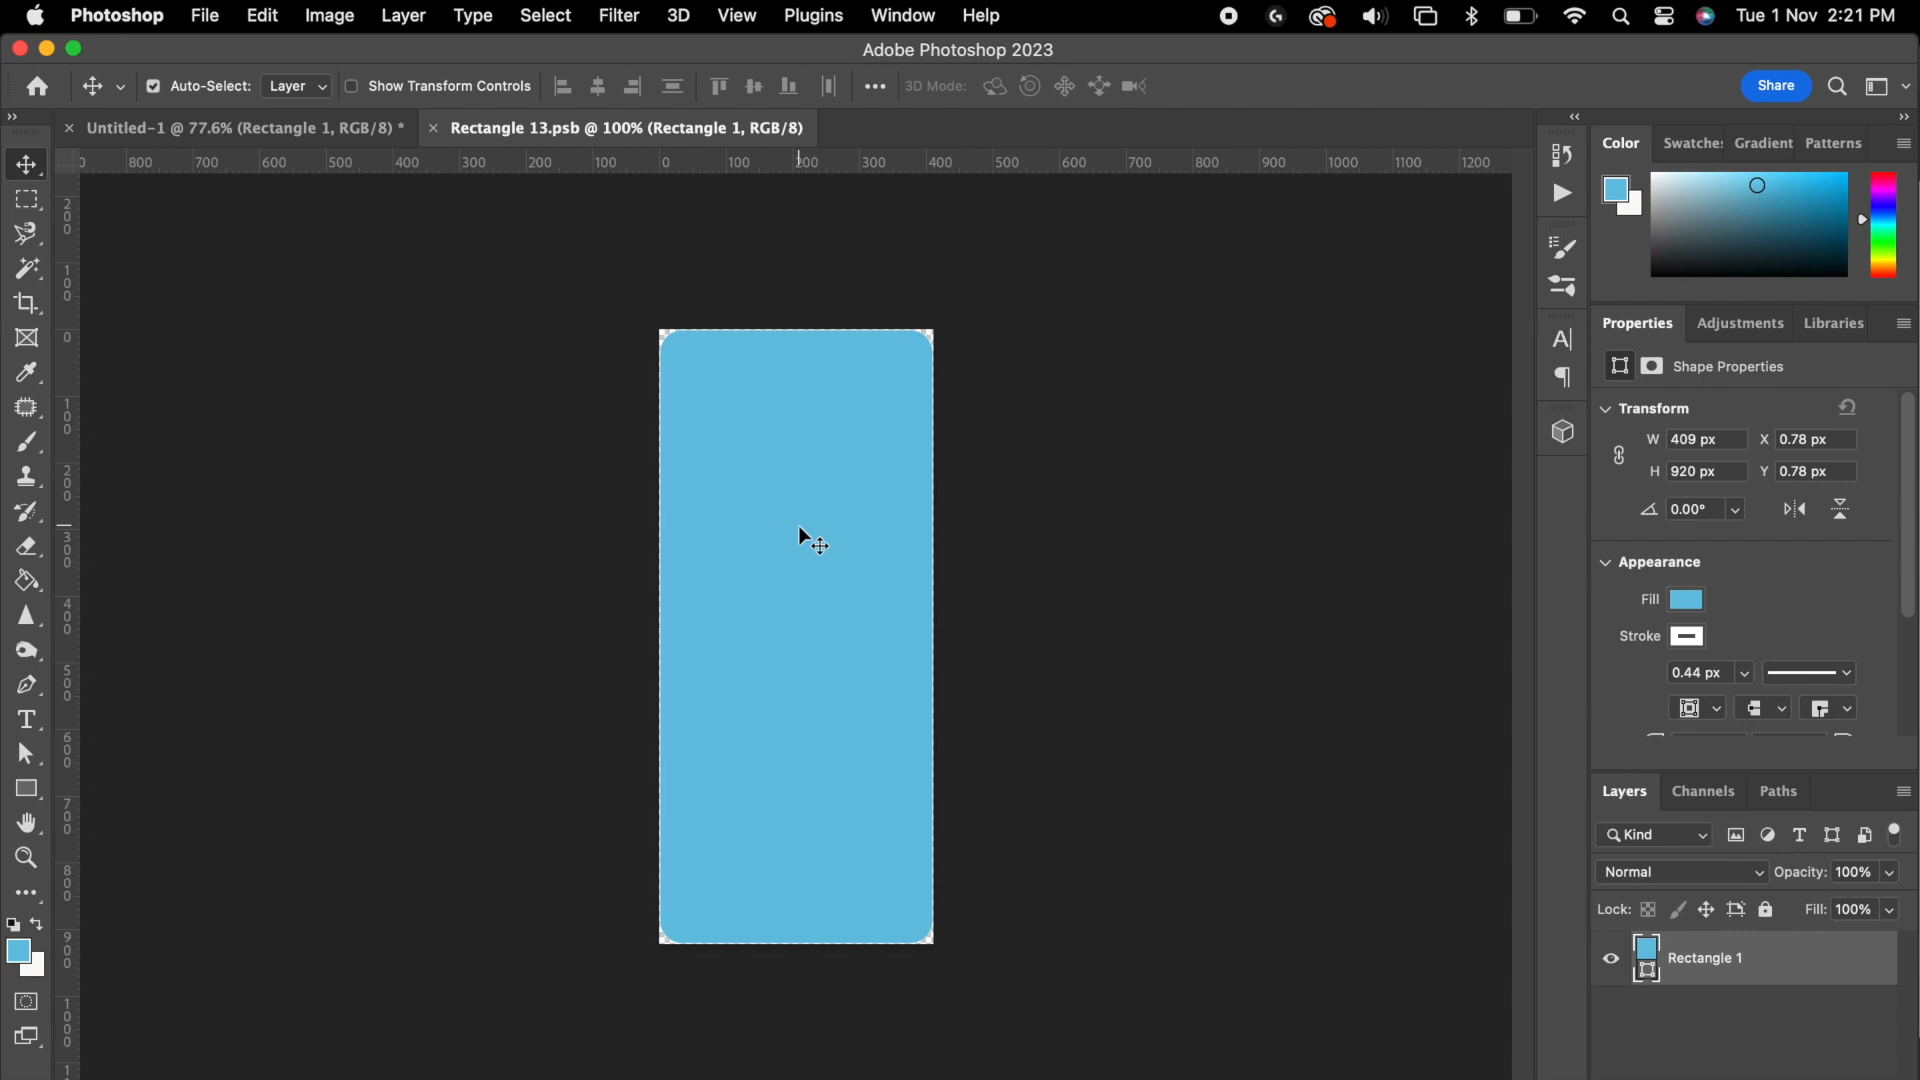 Photoshop File Edit Image Layer Type Select Filter 3D View Plugins Window Help Tue 1 Nov 2:21 PM
Adobe Photoshop 2023
Auto-Select: Layer Show Transform Controls 3D Mode: Share
Untitled-1 @ 77.6% (Rectangle 1, RGB/8) * Rectangle 13.psb @ 100% (Rectangle 1, RGB/8)
0 800 700 600 500 400 300 200 100 0 100 200 300 400 500 600 700 800 900 1000 1100 1200
200
100
0
100
200
300
400
500
600
700
800
900
1000
1
T
Color Swatches Gradient Patterns
A
Properties Adjustments Libraries
Shape Properties
Transform
W 409 px X 0.78 px
H 920 px Y 0.78 px
0.00°
Appearance
Fill
Stroke
0.44 px
Layers Channels Paths
Kind T
Normal Opacity: 100%
Lock: Fill: 100%
Rectangle 1